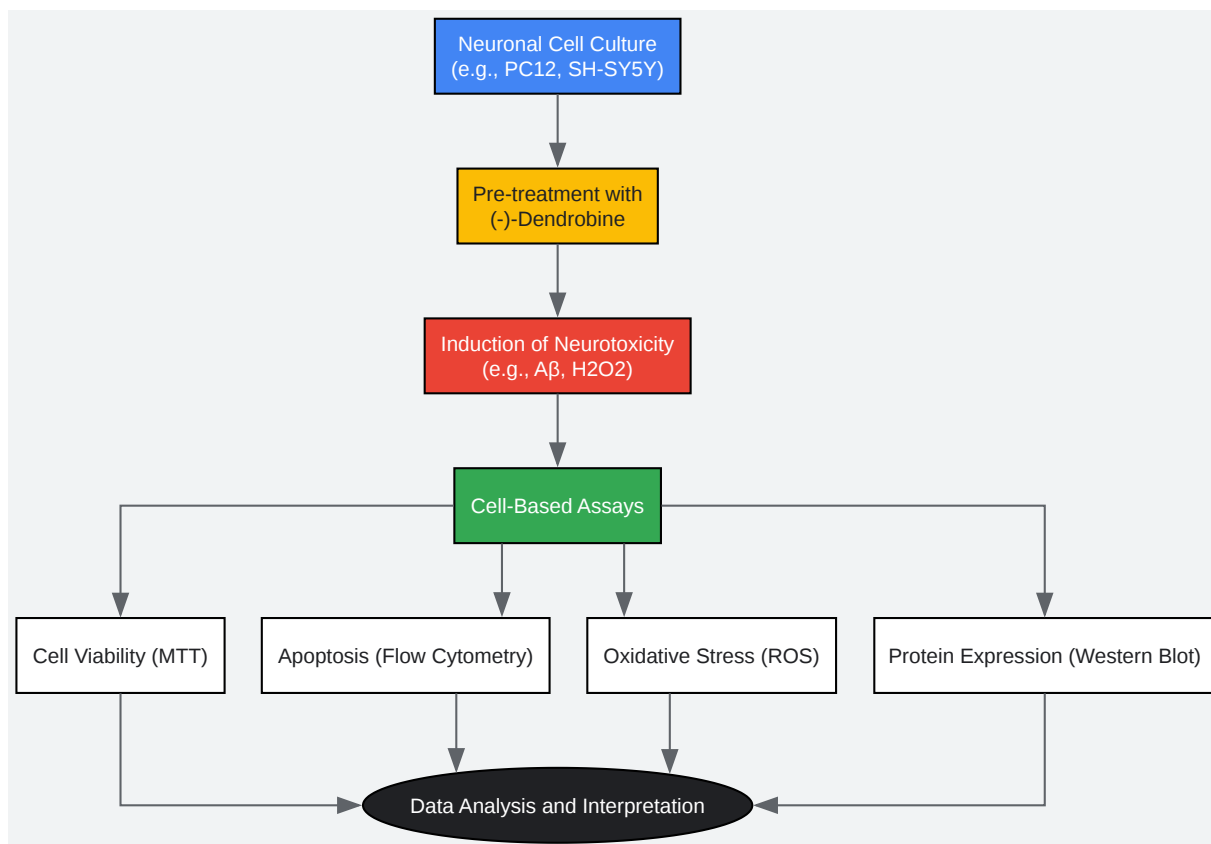 Neuronal Cell Culture
(e.g., PC12, SH-SY5Y)
Pre-treatment with
(-)-Dendrobine
Induction of Neurotoxicity
(e.g., Aβ, H2O2)
Cell-Based Assays
Cell Viability (MTT)
Apoptosis (Flow Cytometry)
Oxidative Stress (ROS)
Protein Expression (Western Blot)
Data Analysis and Interpretation